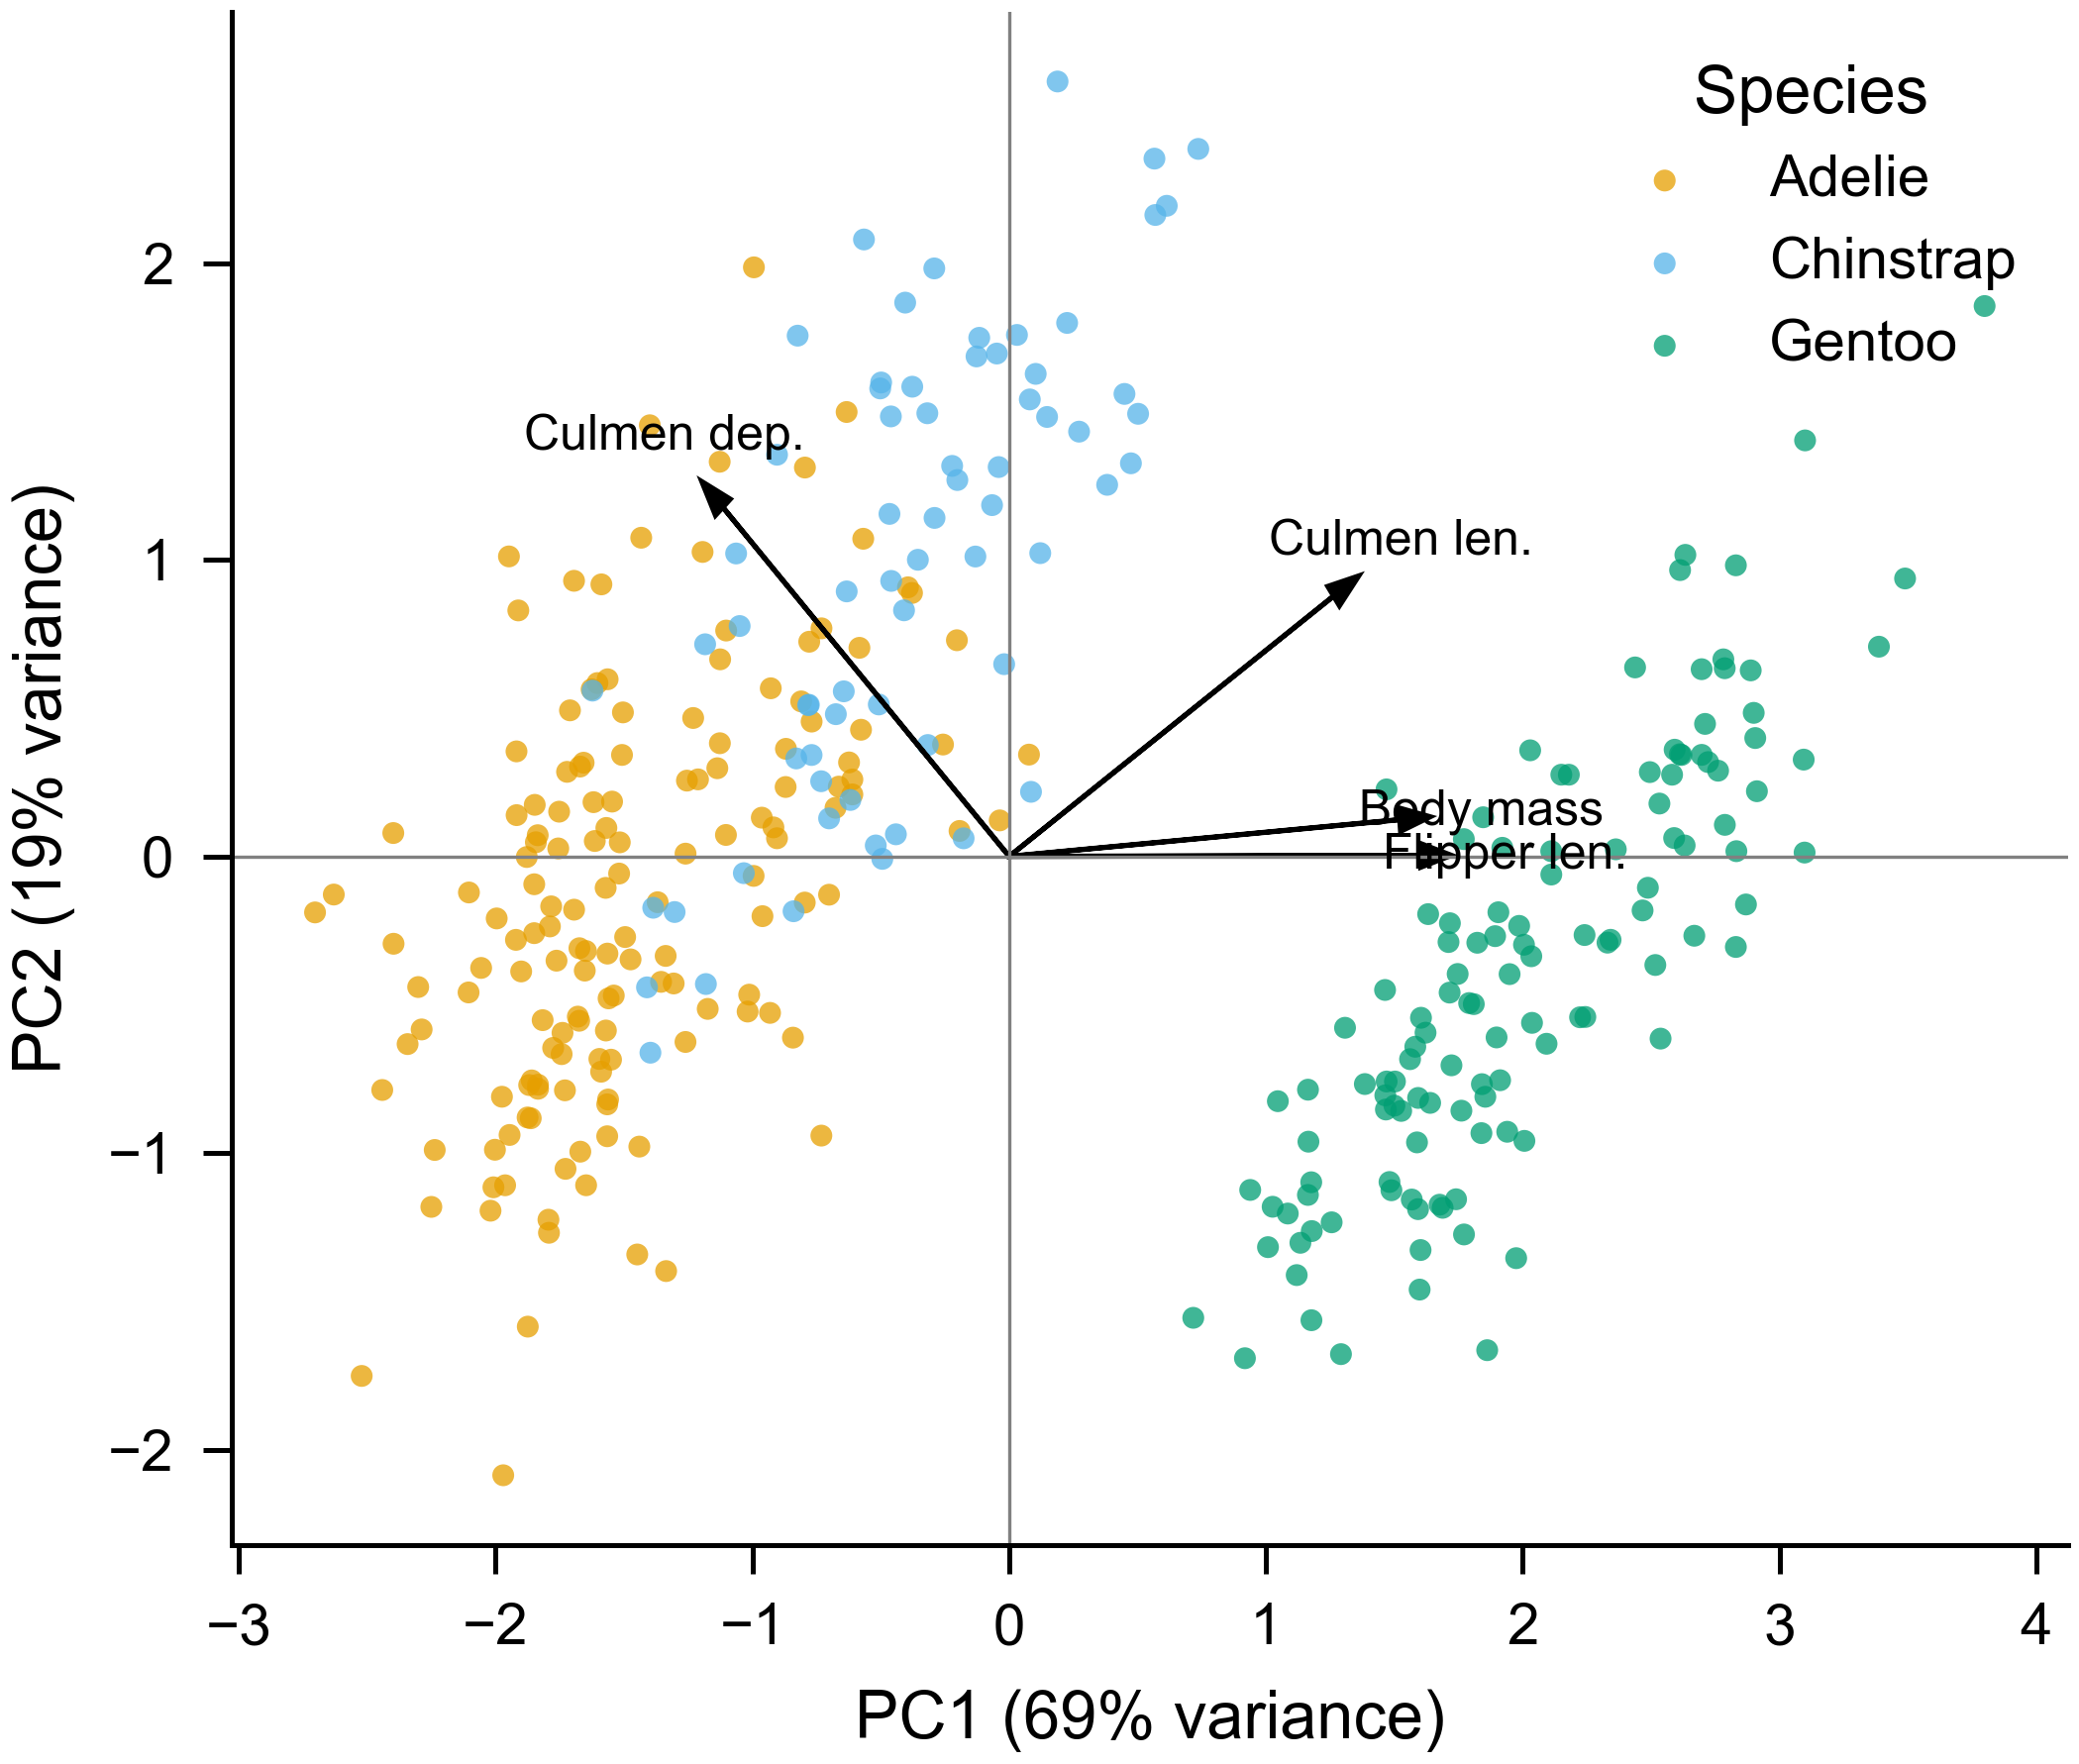 Species
Adelie
Chinstrap
Gentoo
Culmen dep.
Culmen len.
Body mass
Flipper len.
PC2 (19% variance)
2
1
0
−1
−2
−3 −2 −1 0 1 2 3 4
PC1 (69% variance)